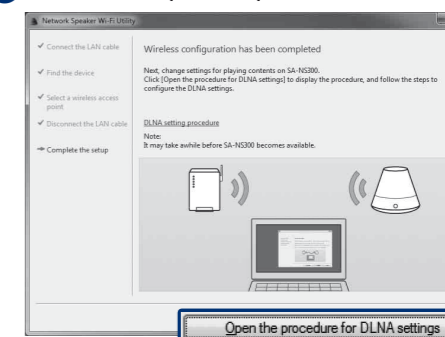 Network Speaker Wi-Fi Utility
✓ Connect the LAN cable
✓ Find the device
✓ Select a wireless access
point
✓ Disconnect the LAN cable
➔ Complete the setup
Wireless configuration has been completed
Next, change settings for playing contents on SA-NS300.
Click [Open the procedure for DLNA settings] to display the procedure, and follow the steps to
configure the DLNA settings.
DLNA setting procedure
Note:
It may take awhile before SA-NS300 becomes available.
Open the procedure for DLNA settings